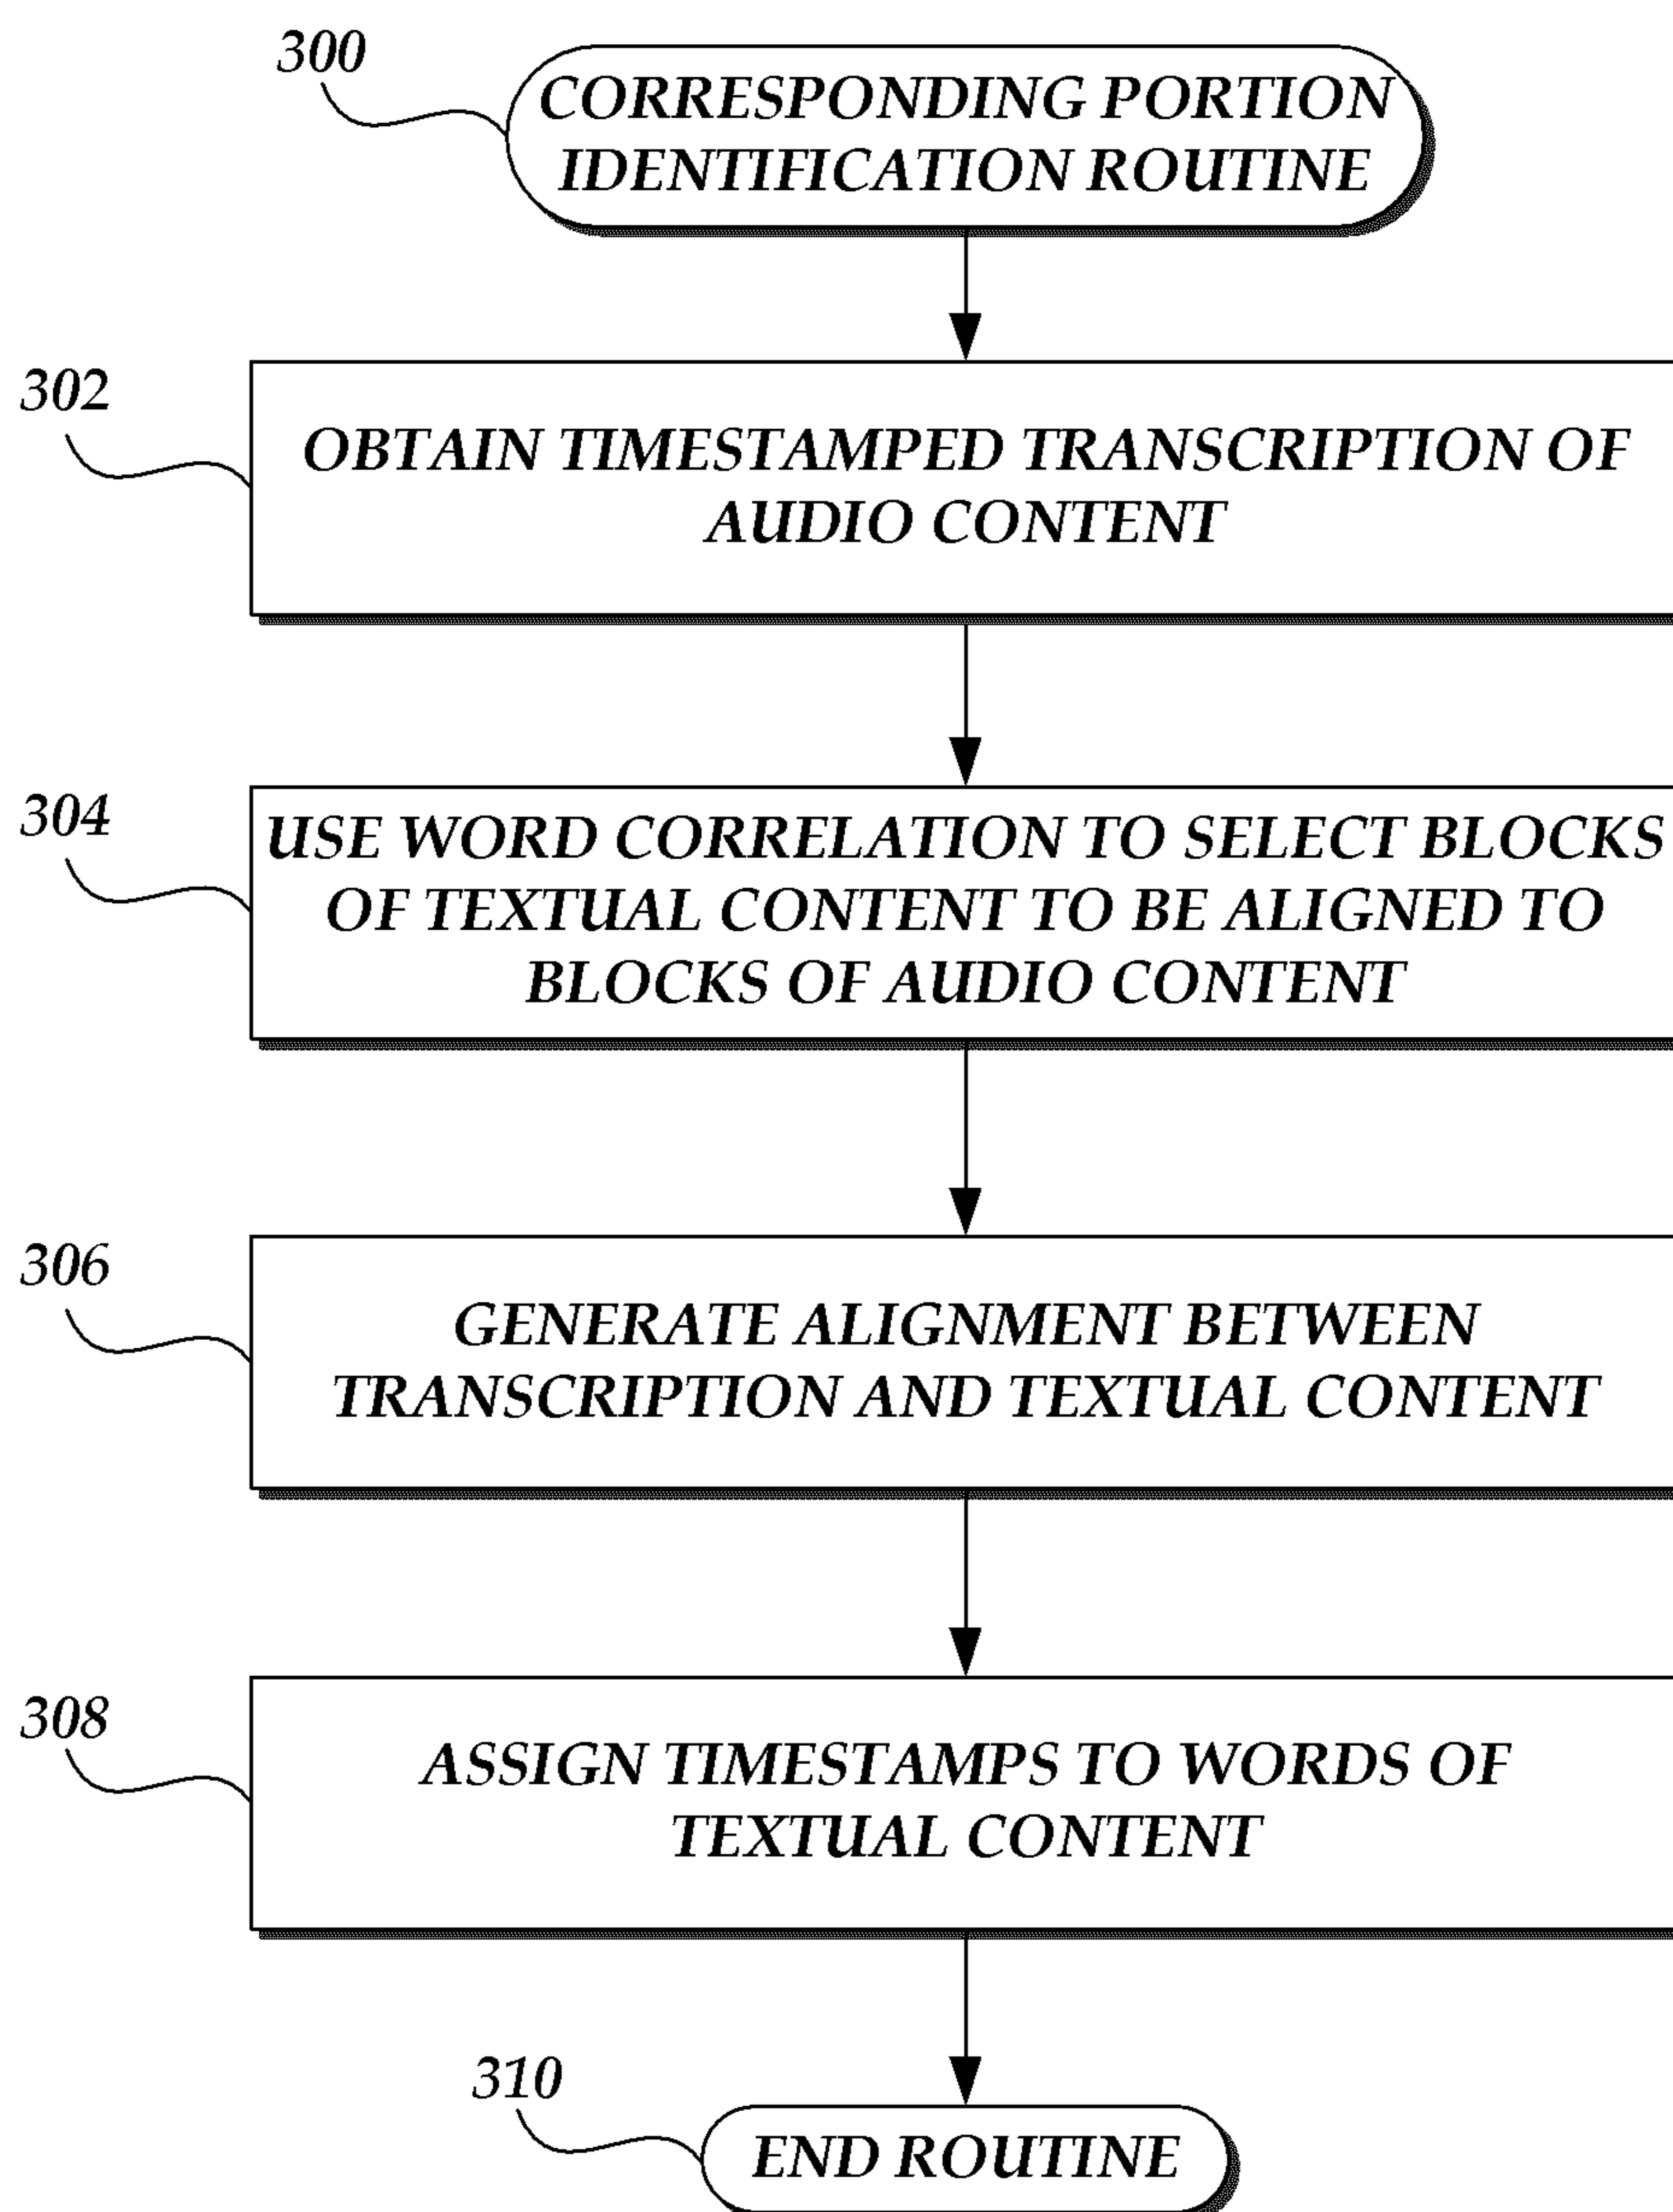 300
CORRESPONDING PORTION
IDENTIFICATION ROUTINE
302
OBTAIN TIMESTAMPED TRANSCRIPTION OF
AUDIO CONTENT
304
USE WORD CORRELATION TO SELECT BLOCKS
OF TEXTUAL CONTENT TO BE ALIGNED TO
BLOCKS OF AUDIO CONTENT
306
GENERATE ALIGNMENT BETWEEN
TRANSCRIPTION AND TEXTUAL CONTENT
308
ASSIGN TIMESTAMPS TO WORDS OF
TEXTUAL CONTENT
310
END ROUTINE